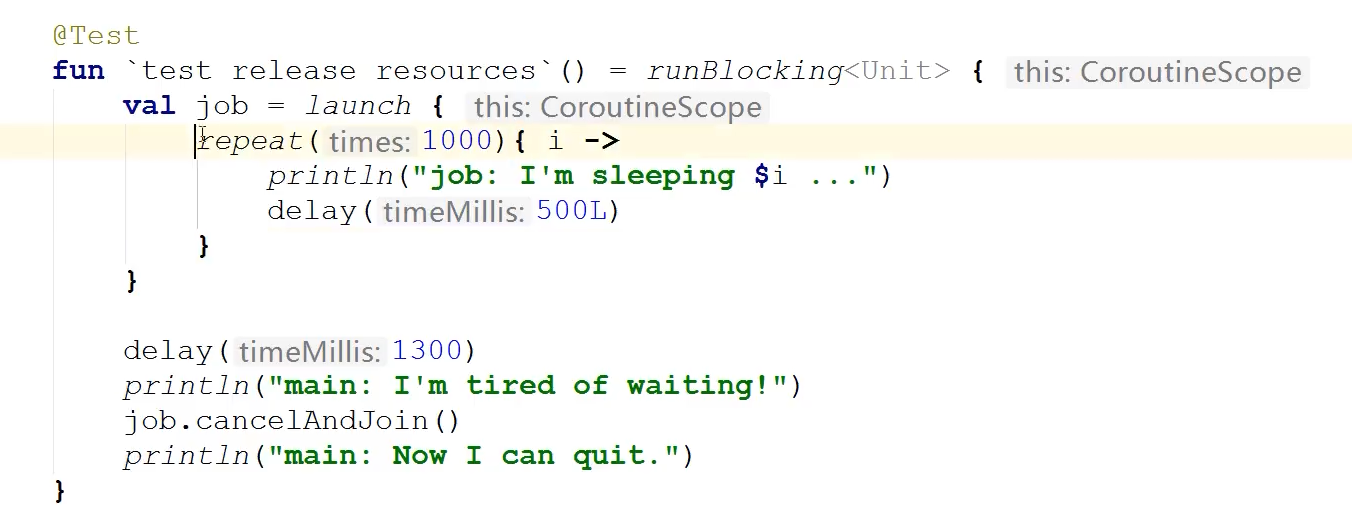 @Test
fun `test release resources`() = runBlocking<Unit> { this: CoroutineScope
    val job = launch { this: CoroutineScope
        repeat( times: 1000){ i ->
            println("job: I'm sleeping $i ...")
            delay( timeMillis: 500L)
        }
    }

    delay( timeMillis: 1300)
    println("main: I'm tired of waiting!")
    job.cancelAndJoin()
    println("main: Now I can quit.")
}